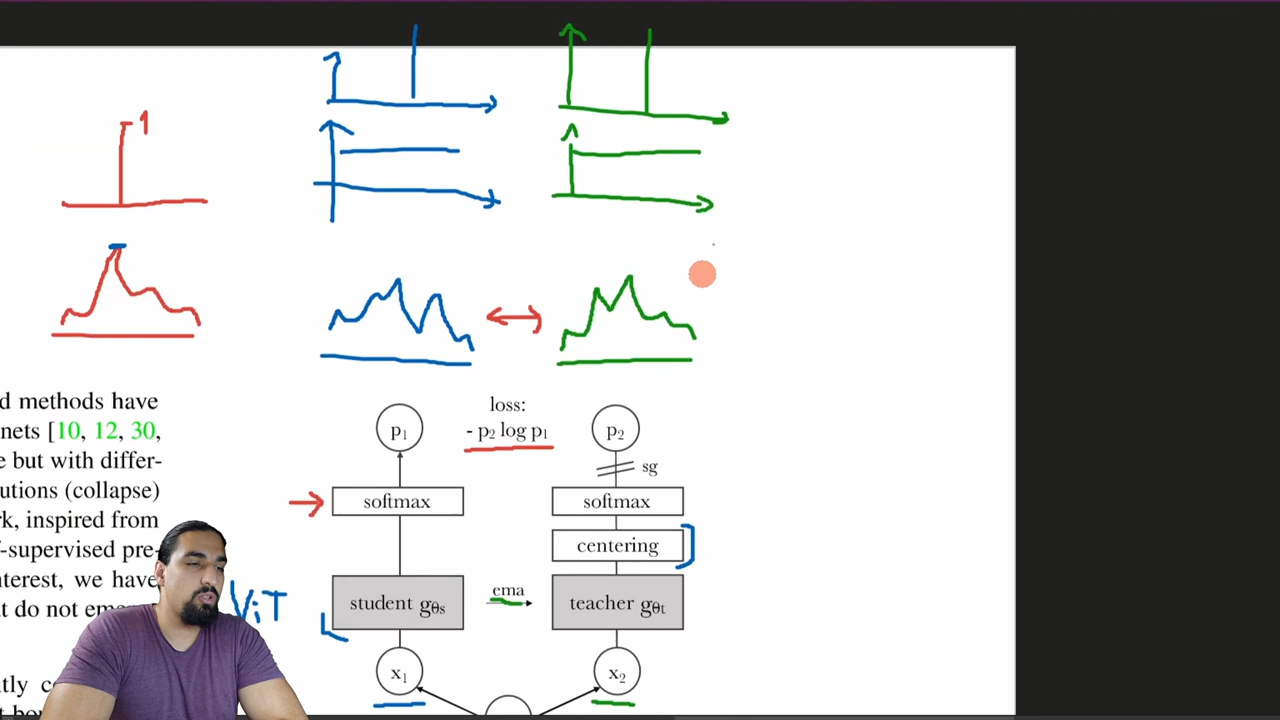 1
d methods have
nets [10, 12, 30,
e but with differ-
utions (collapse)
rk, inspired from
f-supervised pre-
nterest, we have
t do not
tly
loss:
- p2 log p1
p1
p2
sg
softmax
softmax
centering
ViT
student gθs
ema
teacher gθt
x1
x2